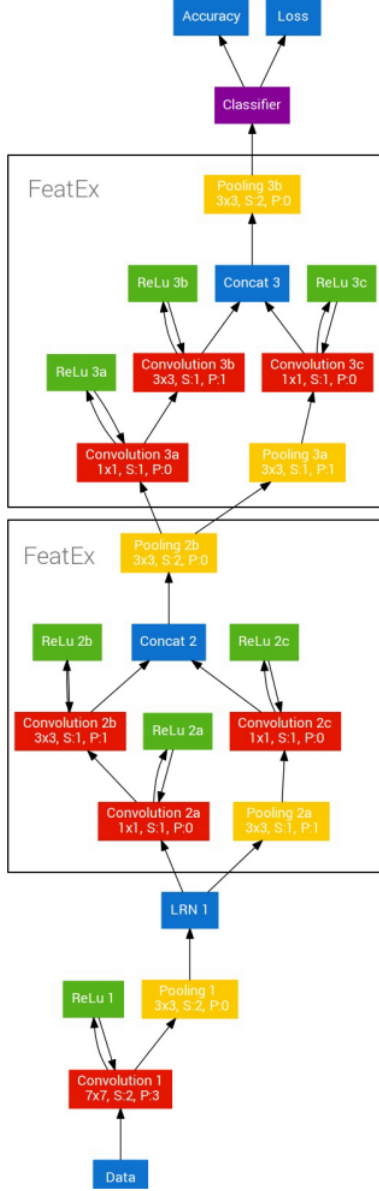 Accuracy
Loss
Classifier
FeatEx
Pooling 3b
3x3, S:2, P:0
ReLu 3b
Concat 3
ReLu 3c
Convolution 3b
3x3, S:1, P:1
Convolution 3c
1x1, S:1, P:0
ReLu 3a
Convolution 3a
1x1, S:1, P:0
Pooling 3a
3x3, S:1, P:1
FeatEx
Pooling 2b
3x3, S:2, P:0
ReLu 2b
Concat 2
ReLu 2c
Convolution 2b
3x3, S:1, P:1
ReLu 2a
Convolution 2c
1x1, S:1, P:0
Convolution 2a
1x1, S:1, P:0
Pooling 2a
3x3, S:1, P:1
LRN 1
ReLu 1
Pooling 1
3x3, S:2, P:0
Convolution 1
7x7, S:2, P:3
Data